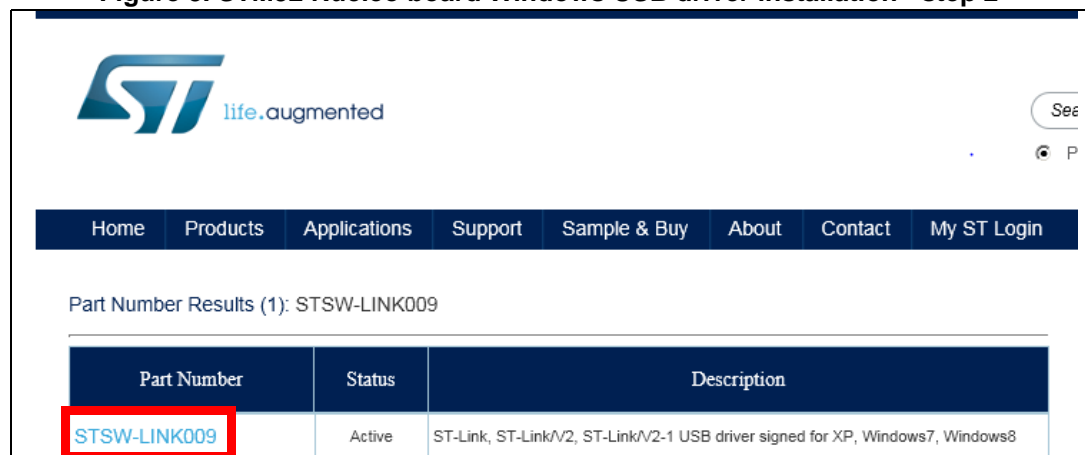 life.augmented
Home Products Applications Support Sample & Buy About Contact My ST Login
Part Number Results (1): STSW-LINK009
Part Number Status Description
STSW-LINK009 Active ST-Link, ST-Link/V2, ST-Link/V2-1 USB driver signed for XP, Windows7, Windows8